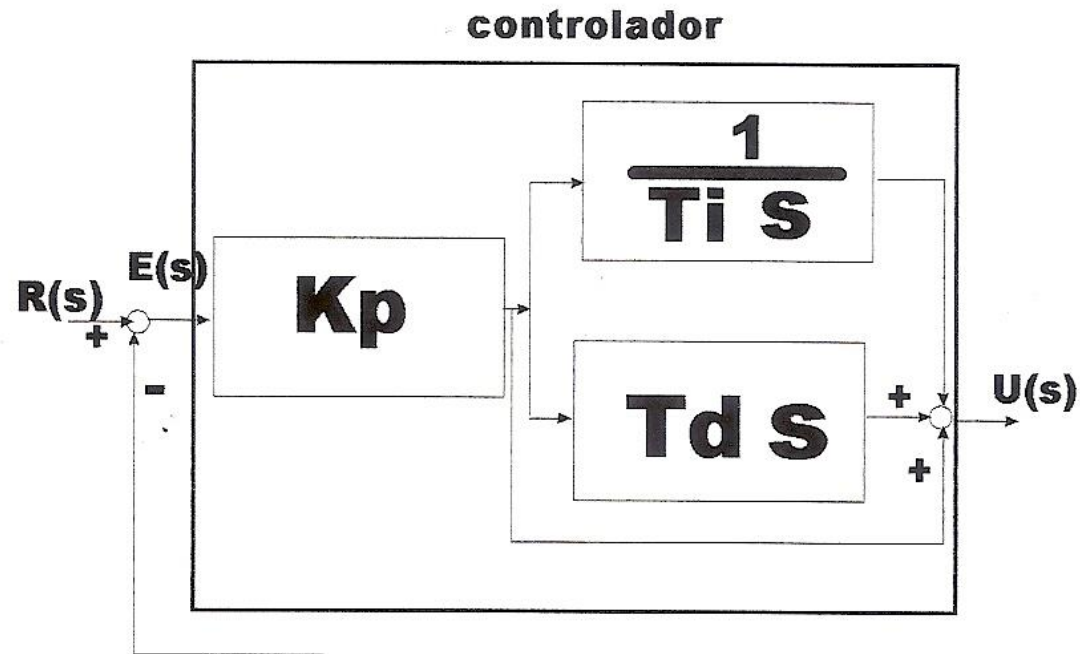 controlador
1
Ti S
E(s)
R(s)
+
Kp
-
Td S
+
U(s)
+